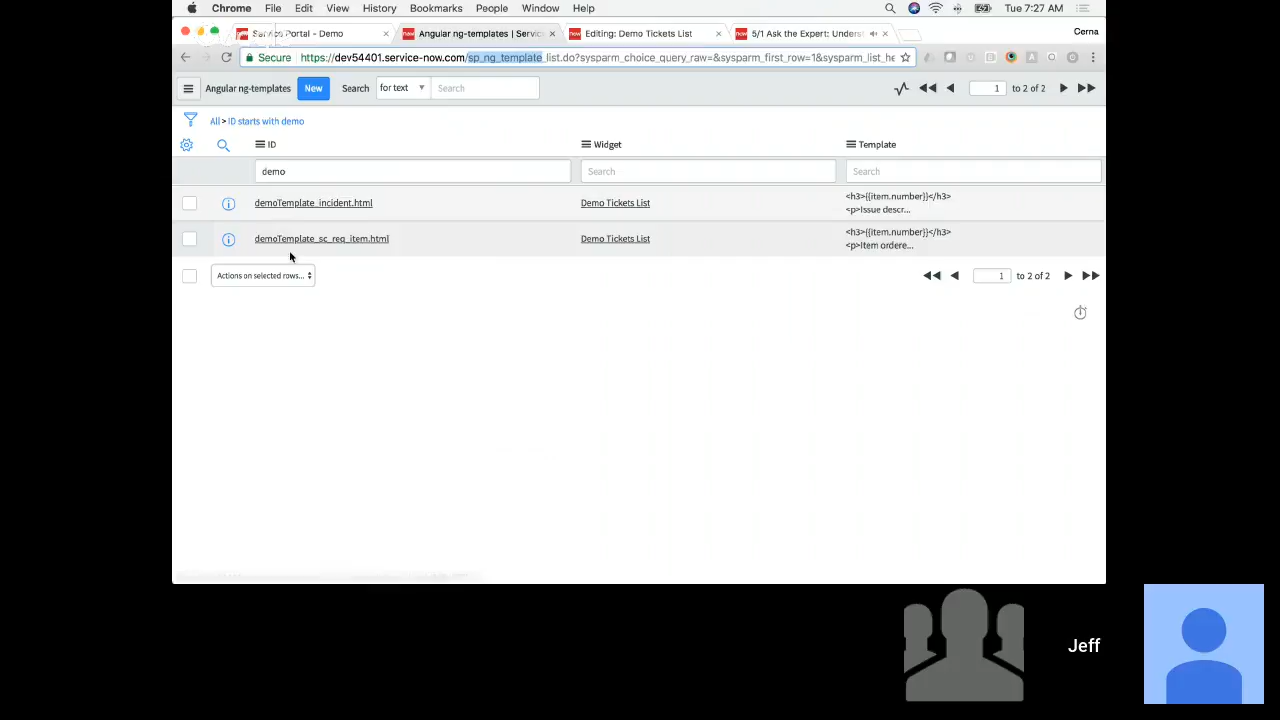 Chrome File Edit View History Bookmarks People Window Help Tue 7:27 AM
Service Portal - Demo × Angular ng-templates | Servic × Editing: Demo Tickets List × 5/1 Ask the Expert: Underst × Cerna
Secure https://dev54401.service-now.com/sp_ng_template_list.do?sysparm_choice_query_raw=&sysparm_first_row=1&sysparm_list_he
Angular ng-templates New Search for text Search 1 to 2 of 2
All > ID starts with demo
ID Widget Template
demo Search Search
demoTemplate_incident.html Demo Tickets List <h3>{{item.number}}</h3>
<p>Issue descr...
demoTemplate_sc_req_item.html Demo Tickets List <h3>{{item.number}}</h3>
<p>Item ordere...
Actions on selected rows... 1 to 2 of 2
Jeff